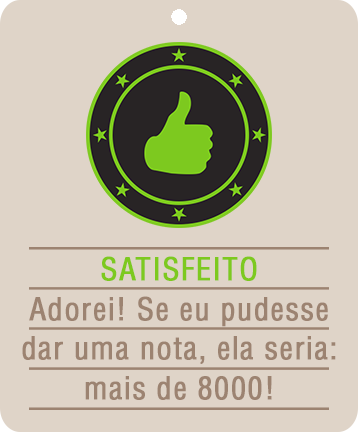 SATISFEITO
Adorei! Se eu pudesse
dar uma nota, ela seria:
mais de 8000!